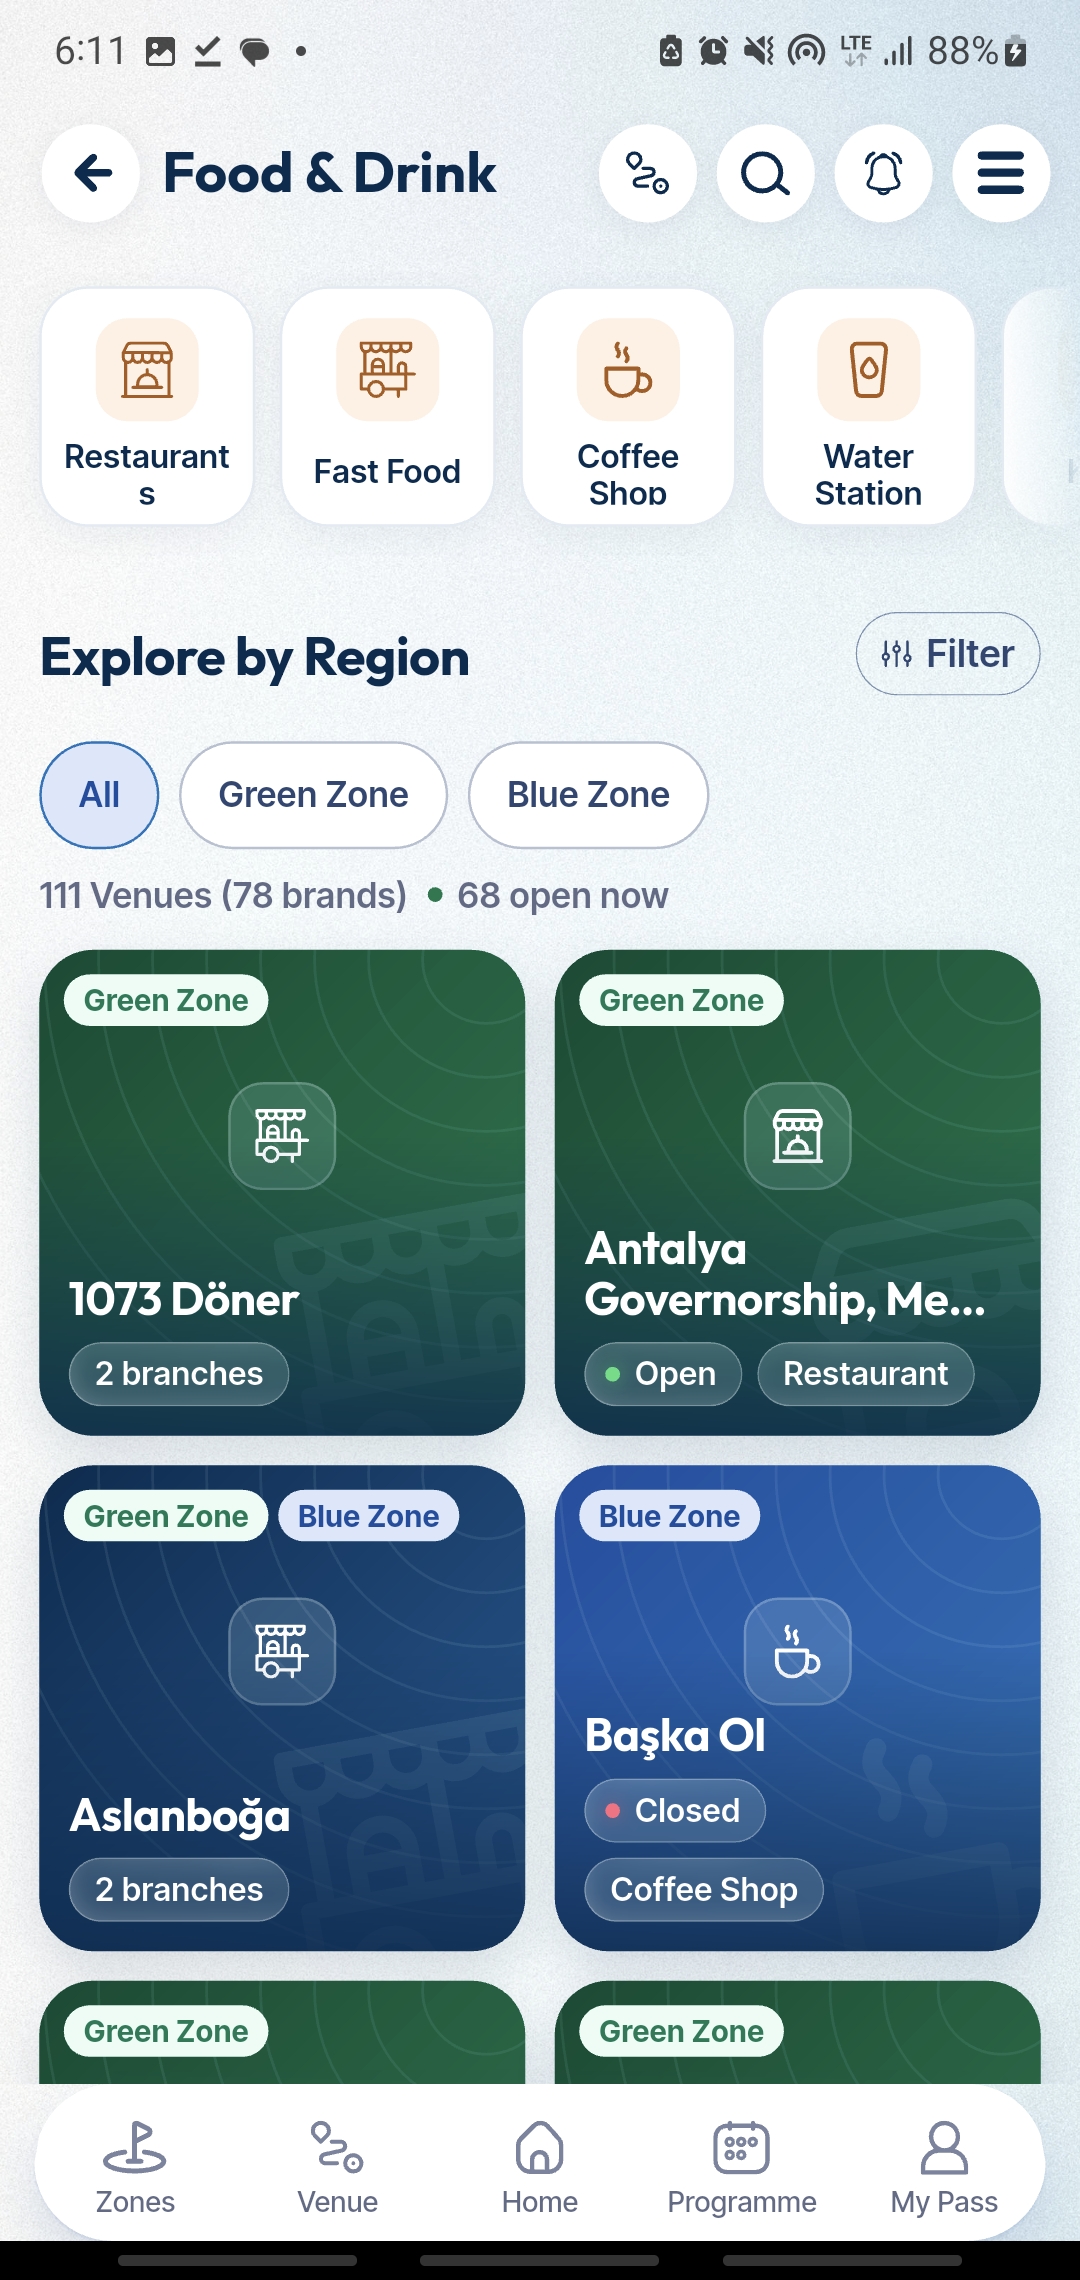 6:11
LTE
88%
Food & Drink
Restaurant
s
Fast Food
Coffee
Shop
Water
Station
Explore by Region
Filter
All
Green Zone
Blue Zone
111 Venues (78 brands)
68 open now
Green Zone
1073 Döner
2 branches
Green Zone
Antalya
Governorship, Me...
Open
Restaurant
Green Zone
Blue Zone
Aslanboğa
2 branches
Blue Zone
Başka Ol
Closed
Coffee Shop
Green Zone
Green Zone
Zones
Venue
Home
Programme
My Pass